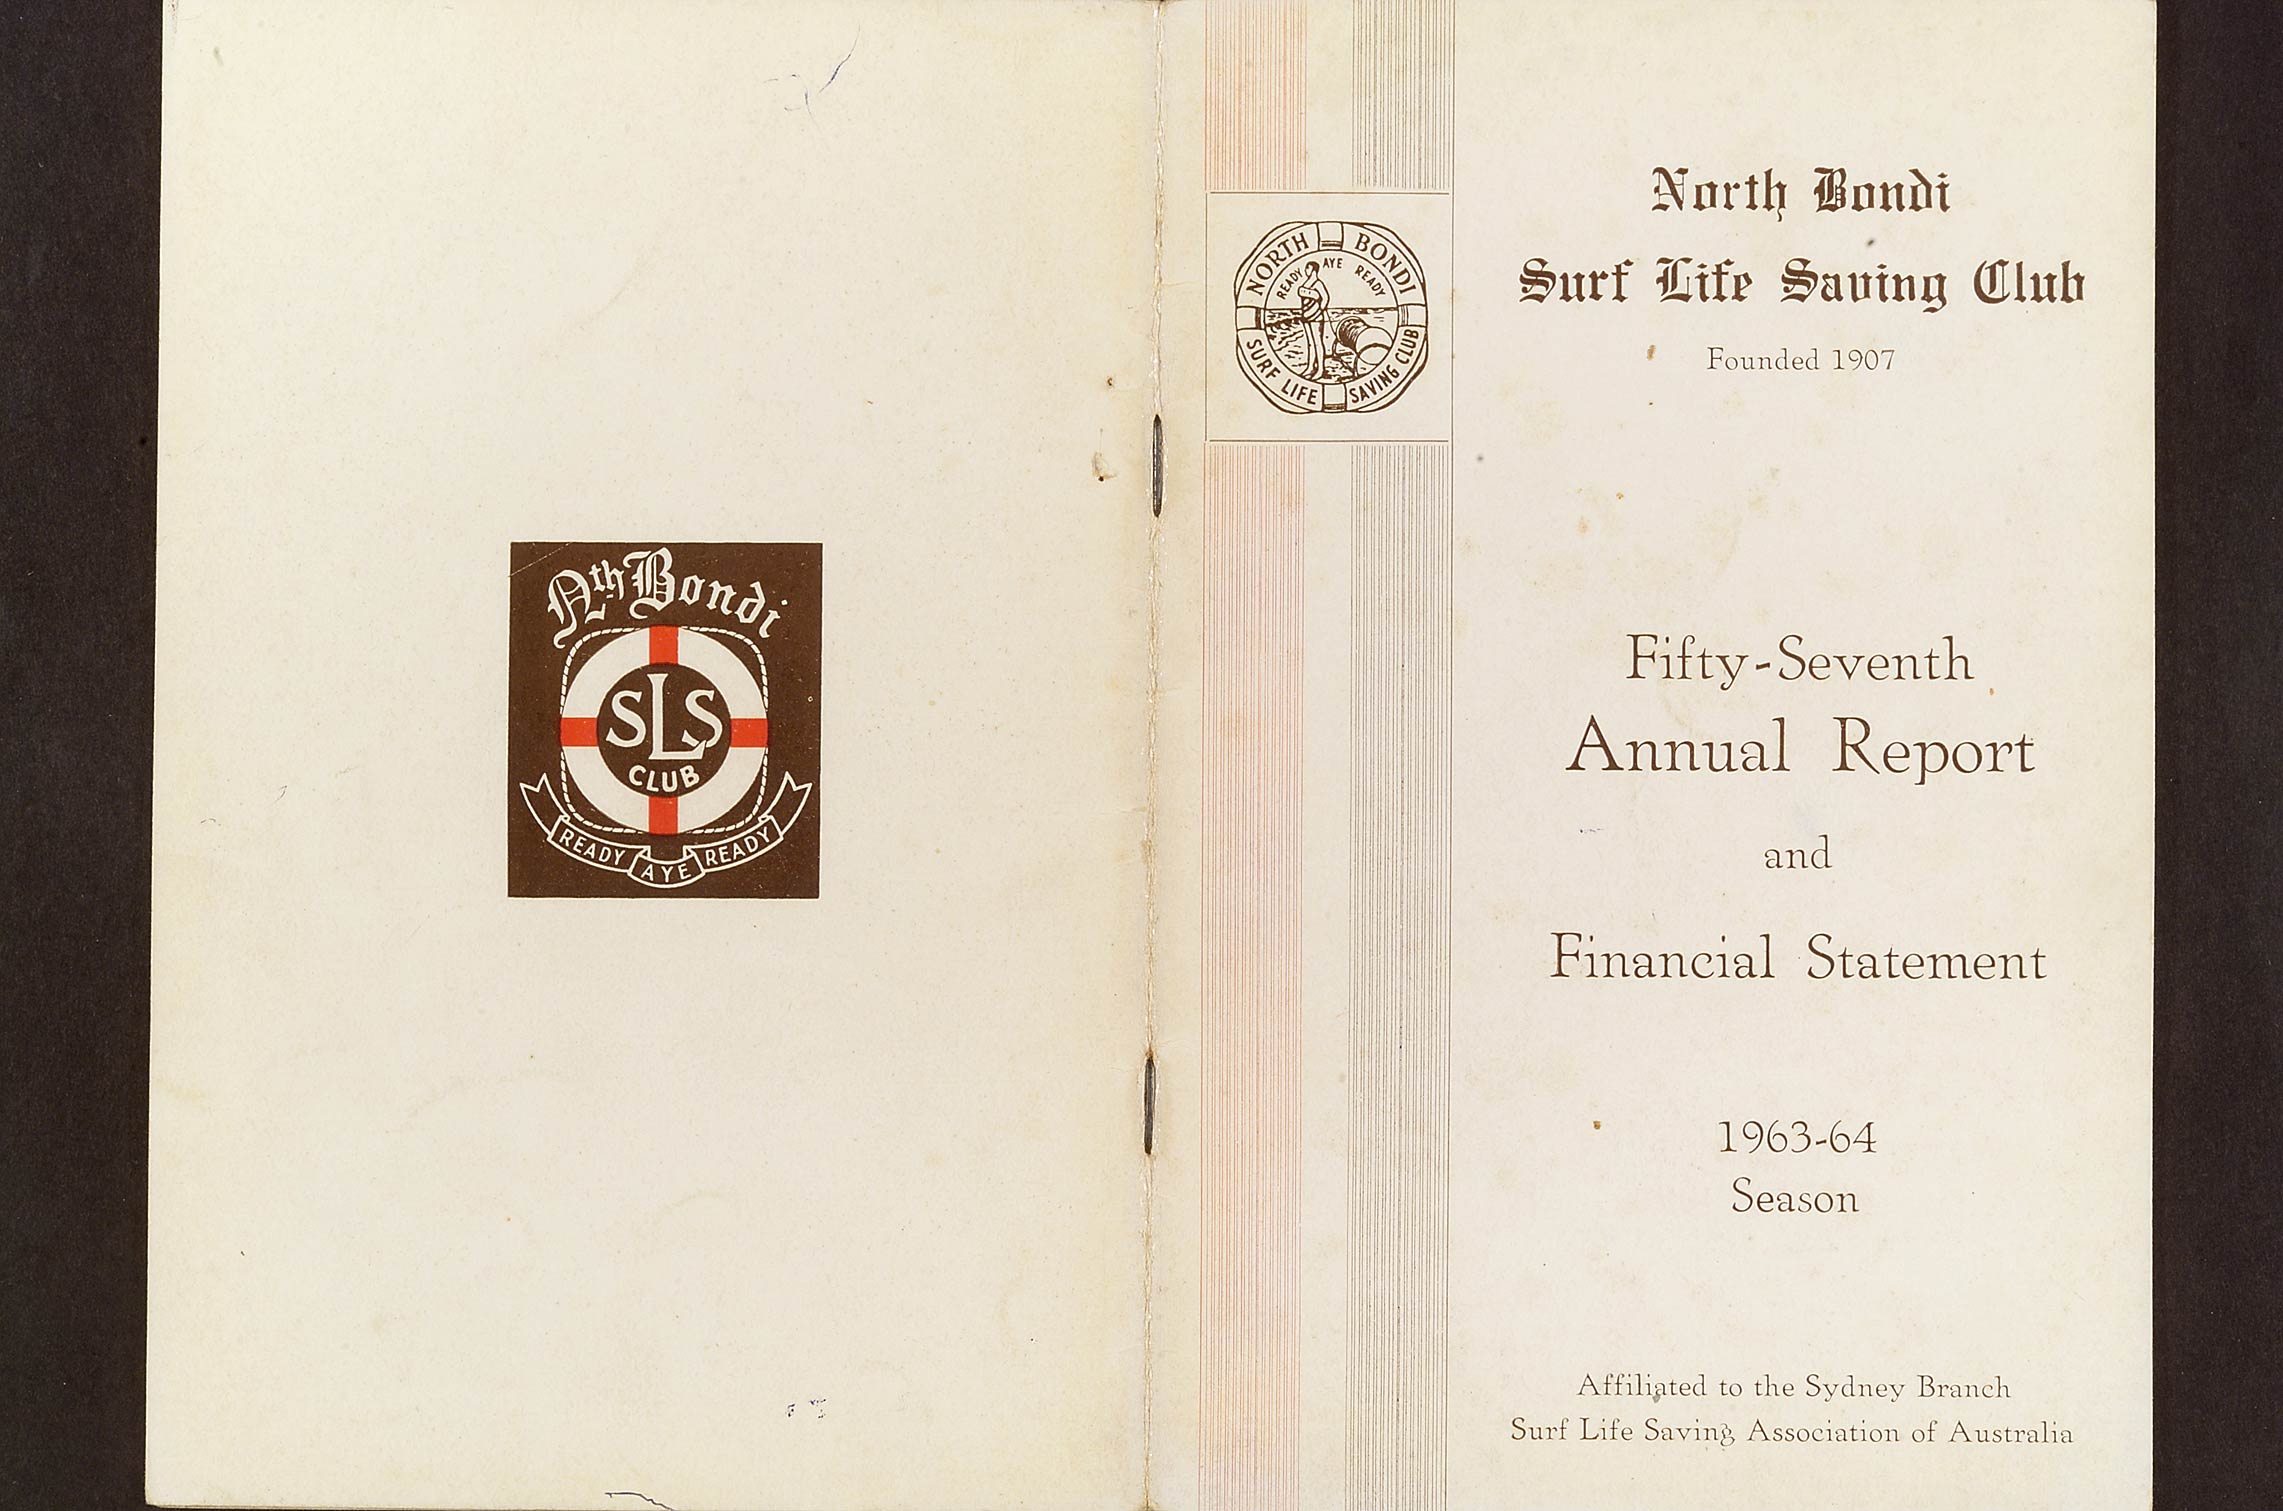 Nth Bondi
SLS
CLUB
READY AYE READY
NORTH BONDI
READY AYE READY
SURF LIFE SAVING CLUB
North Bondi
Surf Life Saving Club
Founded 1907
Fifty-Seventh
Annual Report
and
Financial Statement
1963-64
Season
Affiliated to the Sydney Branch
Surf Life Saving Association of Australia